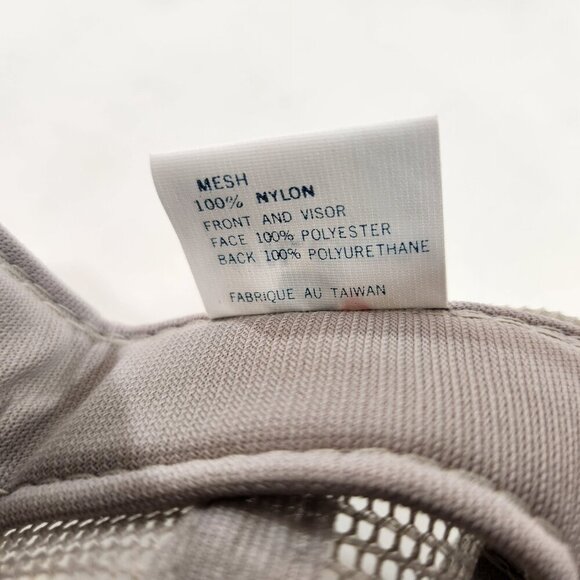 MESH
100% NYLON
FRONT AND VISOR
FACE 100% POLYESTER
BACK 100% POLYURETHANE
FABRIQUE AU TAIWAN